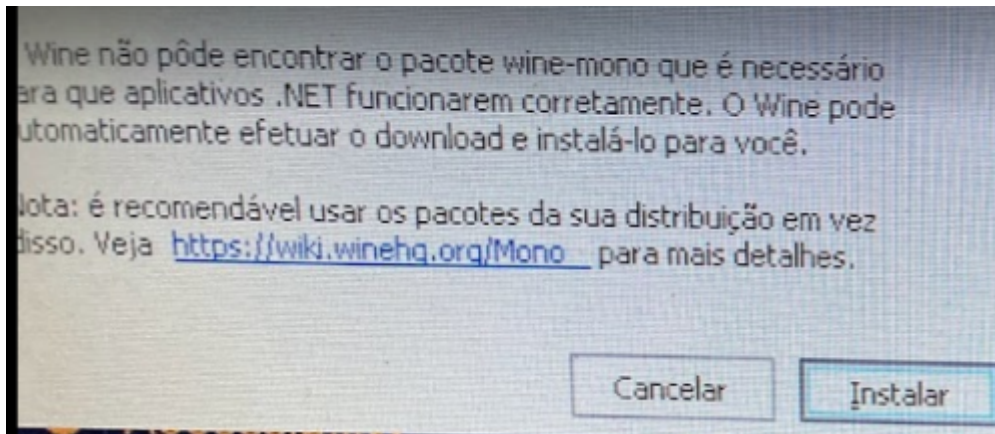 Wine não pôde encontrar o pacote wine-mono que é necessário
ara que aplicativos .NET funcionarem corretamente. O Wine pode
utomaticamente efetuar o download e instalá-lo para você.
lota: é recomendável usar os pacotes da sua distribuição em vez
disso. Veja https://wiki.winehq.org/Mono para mais detalhes.
Cancelar
Instalar